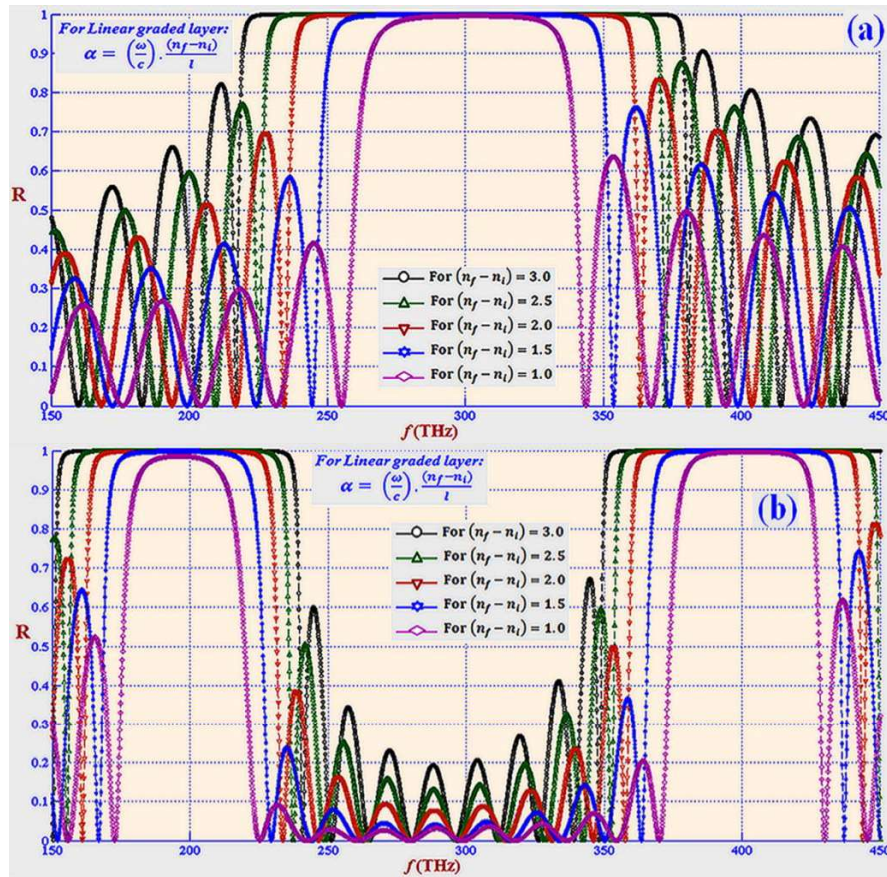 (a)
For Linear graded layer:
α = (ω/c) . (n_f−n_i)/l
1
0.9
0.8
0.7
0.6
0.5
0.4
0.3
0.2
0.1
0
R
For (n_f − n_i) = 3.0
For (n_f − n_i) = 2.5
For (n_f − n_i) = 2.0
For (n_f − n_i) = 1.5
For (n_f − n_i) = 1.0
150 200 250 300 350 400 450
f(THz)
For Linear graded layer:
α = (ω/c) . (n_f−n_i)/l
(b)
1
0.9
0.8
0.7
0.6
0.5
0.4
0.3
0.2
0.1
0
R
For (n_f − n_i) = 3.0
For (n_f − n_i) = 2.5
For (n_f − n_i) = 2.0
For (n_f − n_i) = 1.5
For (n_f − n_i) = 1.0
150 200 250 300 350 400 450
f(THz)